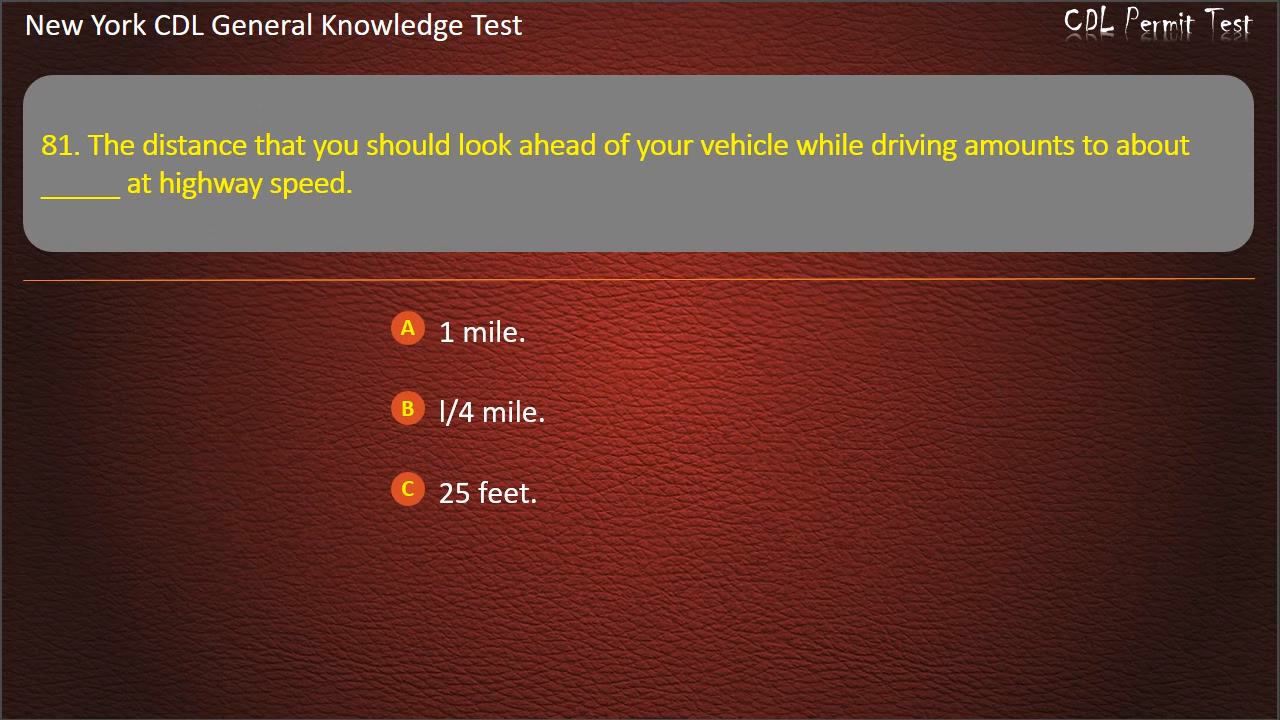 New York CDL General Knowledge Test
CDL Permit Test
81. The distance that you should look ahead of your vehicle while driving amounts to about
_____ at highway speed.
A 1 mile.
B l/4 mile.
C 25 feet.